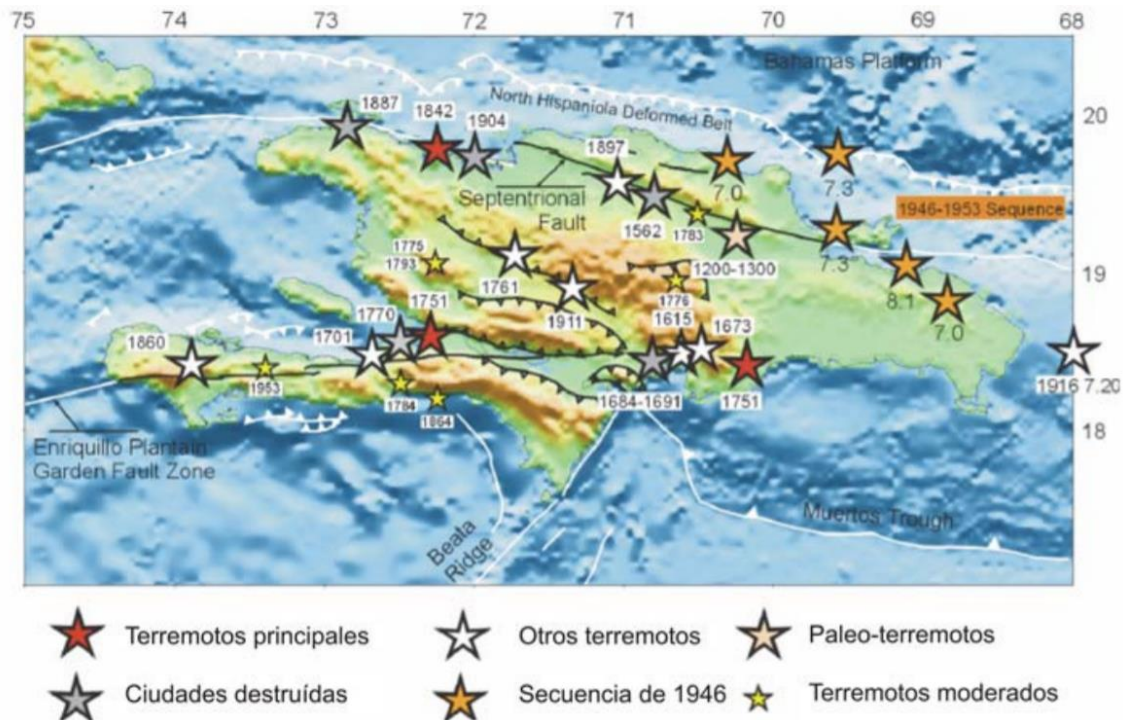 75 74 73 72 71 70 69 68
Bahamas Platform
1887
1842
1904
North Hispaniola Deformed Belt
20
1897
Septentrional
Fault
7.0
7.3
1946-1953 Sequence
1562
1783
7.3
1200-1300
1775
1793
1761
19
8.1
1776
7.0
1751
1770
1911
1615
1673
1701
1860
1953
1784
1864
1684-1691
1751
1916 7.20
18
Enriquillo Plantain
Garden Fault Zone
Beata
Ridge
Muertos Trough
Terremotos principales
Otros terremotos
Paleo-terremotos
Ciudades destruídas
Secuencia de 1946
Terremotos moderados